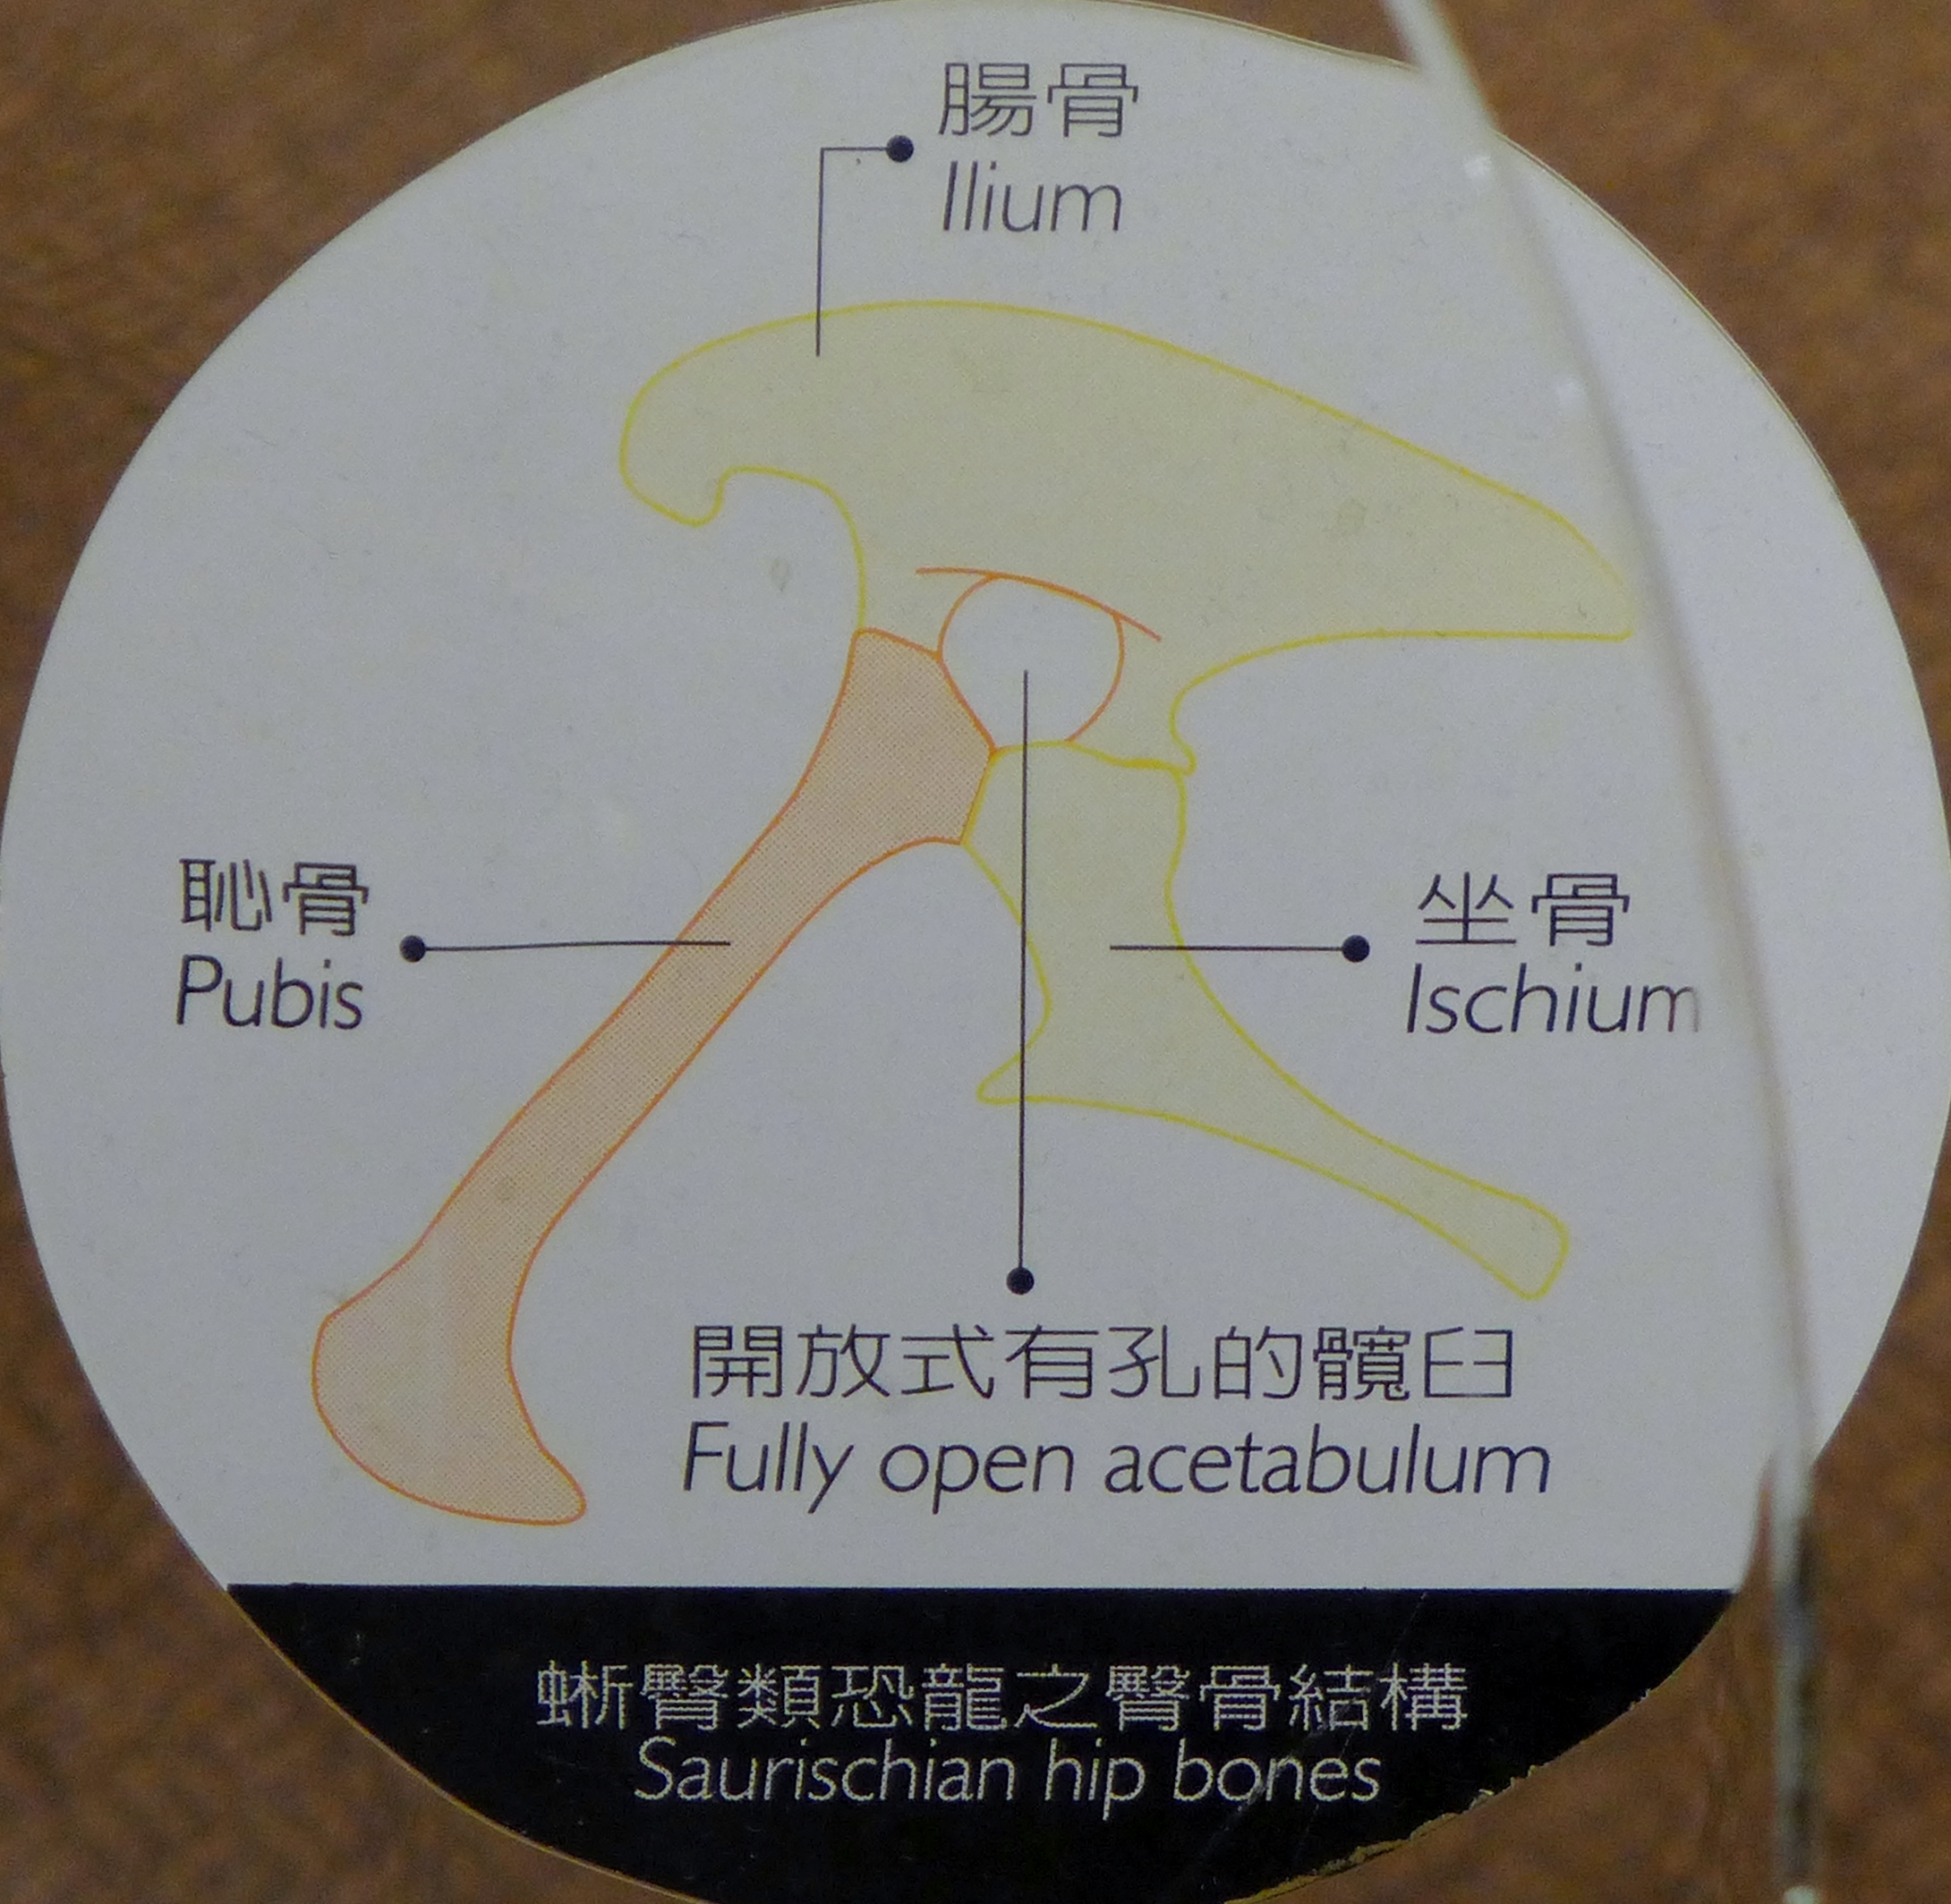 腸骨
Ilium
恥骨
Pubis
坐骨
Ischium
開放式有孔的髖臼
Fully open acetabulum
蜥臀類恐龍之臀骨結構
Saurischian hip bones